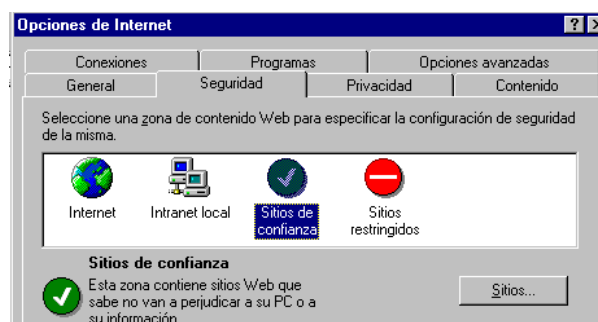 Opciones de Internet
Conexiones Programas Opciones avanzadas
General Seguridad Privacidad Contenido
Seleccione una zona de contenido Web para especificar la configuración de seguridad
de la misma.
Internet Intranet local Sitios de confianza Sitios restringidos
Sitios de confianza
Esta zona contiene sitios Web que
sabe no van a perjudicar a su PC o a
su información
Sitios...